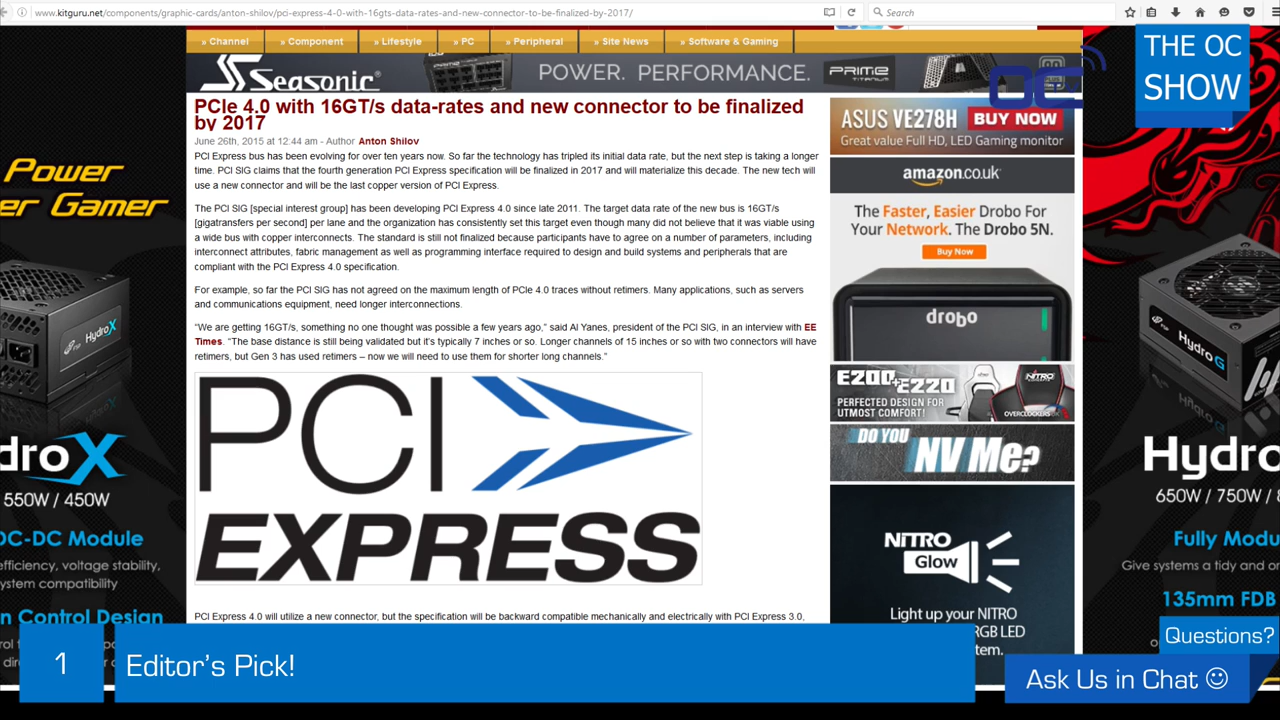 www.kitguru.net/components/graphic-cards/anton-shilov/pci-express-4-0-with-16gts-data-rates-and-new-connector-to-be-finalized-by-2017/
Search
» Channel
» Component
» Lifestyle
» PC
» Peripheral
» Site News
» Software & Gaming
THE OC
SHOW
Seasonic
POWER. PERFORMANCE.
PRIME
TITANIUM
OC
PCIe 4.0 with 16GT/s data-rates and new connector to be finalized
by 2017
June 26th, 2015 at 12:44 am - Author Anton Shilov
PCI Express bus has been evolving for over ten years now. So far the technology has tripled its initial data rate, but the next step is taking a longer
time. PCI SIG claims that the fourth generation PCI Express specification will be finalized in 2017 and will materialize this decade. The new tech will
use a new connector and will be the last copper version of PCI Express.
The PCI SIG [special interest group] has been developing PCI Express 4.0 since late 2011. The target data rate of the new bus is 16GT/s
[gigatransfers per second] per lane and the organization has consistently set this target even though many did not believe that it was viable using
a wide bus with copper interconnects. The standard is still not finalized because participants have to agree on a number of parameters, including
interconnect attributes, fabric management as well as programming interface required to design and build systems and peripherals that are
compliant with the PCI Express 4.0 specification.
For example, so far the PCI SIG has not agreed on the maximum length of PCIe 4.0 traces without retimers. Many applications, such as servers
and communications equipment, need longer interconnections.
“We are getting 16GT/s, something no one thought was possible a few years ago,” said Al Yanes, president of the PCI SIG, in an interview with EE
Times. “The base distance is still being validated but it’s typically 7 inches or so. Longer channels of 15 inches or so with two connectors will have
retimers, but Gen 3 has used retimers – now we will need to use them for shorter long channels.”
PCI
EXPRESS
PCI Express 4.0 will utilize a new connector, but the specification will be backward compatible mechanically and electrically with PCI Express 3.0,
ASUS VE278H BUY NOW
Great value Full HD, LED Gaming monitor
amazon.co.uk
The Faster, Easier Drobo For
Your Network. The Drobo 5N.
Buy Now
drobo
E200+E220
PERFECTED DESIGN FOR
UTMOST COMFORT!
NITRO
OVERCLOCKERS
DO YOU
NV Me?
NITRO
Glow
Light up your NITRO
RGB LED
Power
er Gamer
HydroX
droX
550W / 450W
DC-DC Module
efficiency, voltage stability,
system compatibility
n Control Design
Hydro G
Hydro
650W / 750W / 8
Fully Modu
Give systems a tidy and or
135mm FDB
Questions?
Ask Us in Chat ☺
1
Editor’s Pick!